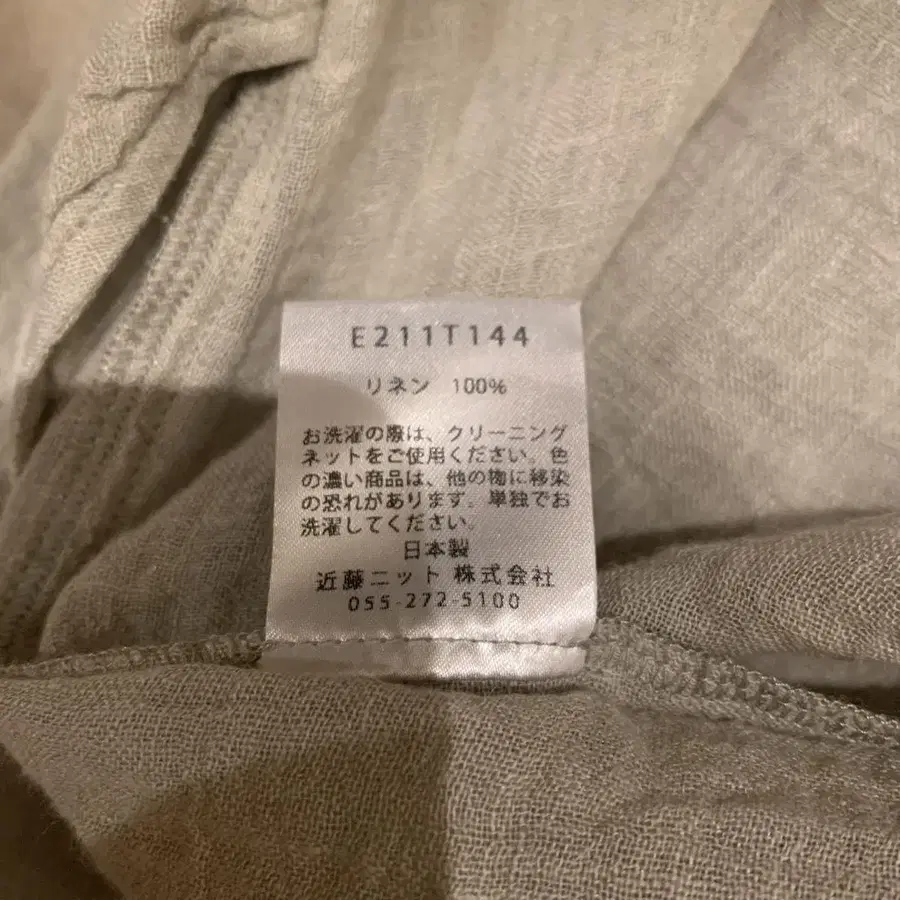 E211T144
リネン 100%
お洗濯の際は、クリーニング
ネットをご使用ください。色
の濃い商品は、他の物に移染
の恐れがあります。単独でお
洗濯してください。
日本製
近藤ニット 株式会社
055-272-5100